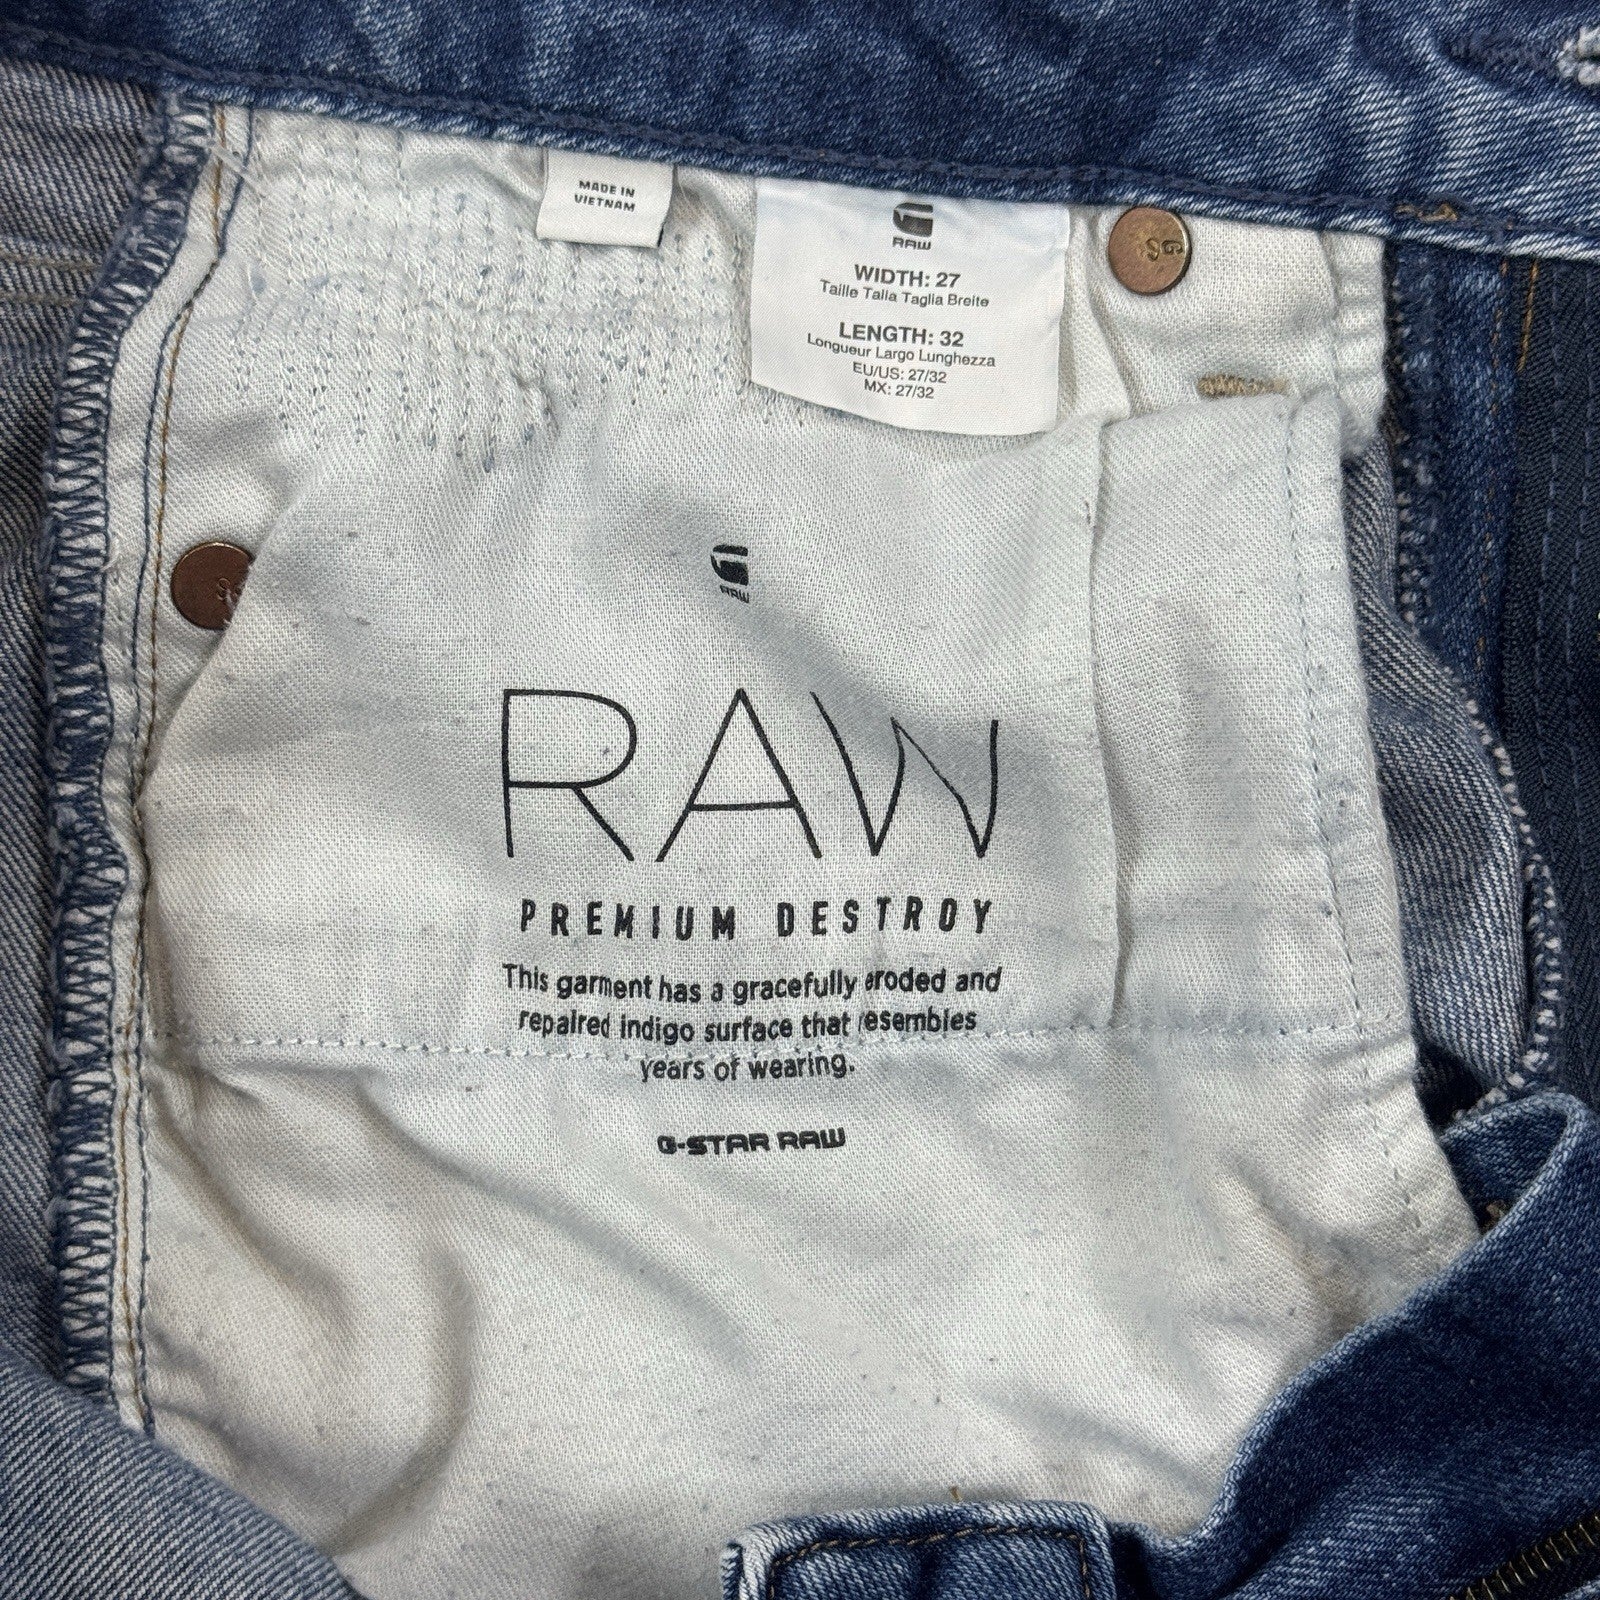 MADE IN
VIETNAM
RAW
WIDTH: 27
Taille Talla Taglia Breite
LENGTH: 32
Longueur Largo Lunghezza
EU/US: 27/32
MX: 27/32
GS
RAW
RAW
PREMIUM DESTROY
This garment has a gracefully eroded and
repaired indigo surface that resembles
years of wearing.
G-STAR RAW